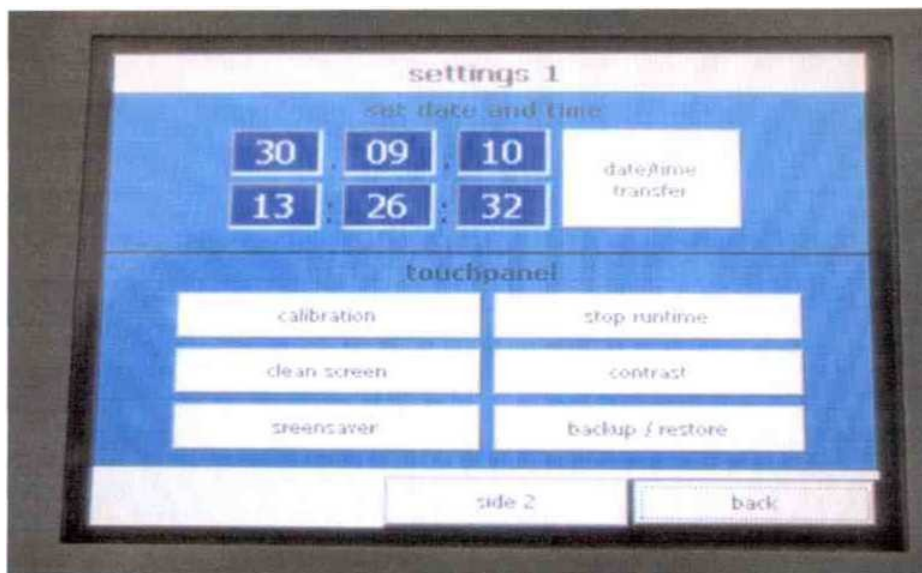 settings 1
set date and time
30 . 09 . 10
date/time
transfer
13 : 26 : 32
touchpanel
calibration
stop runtime
clean screen
contrast
sreensaver
backup / restore
side 2
back